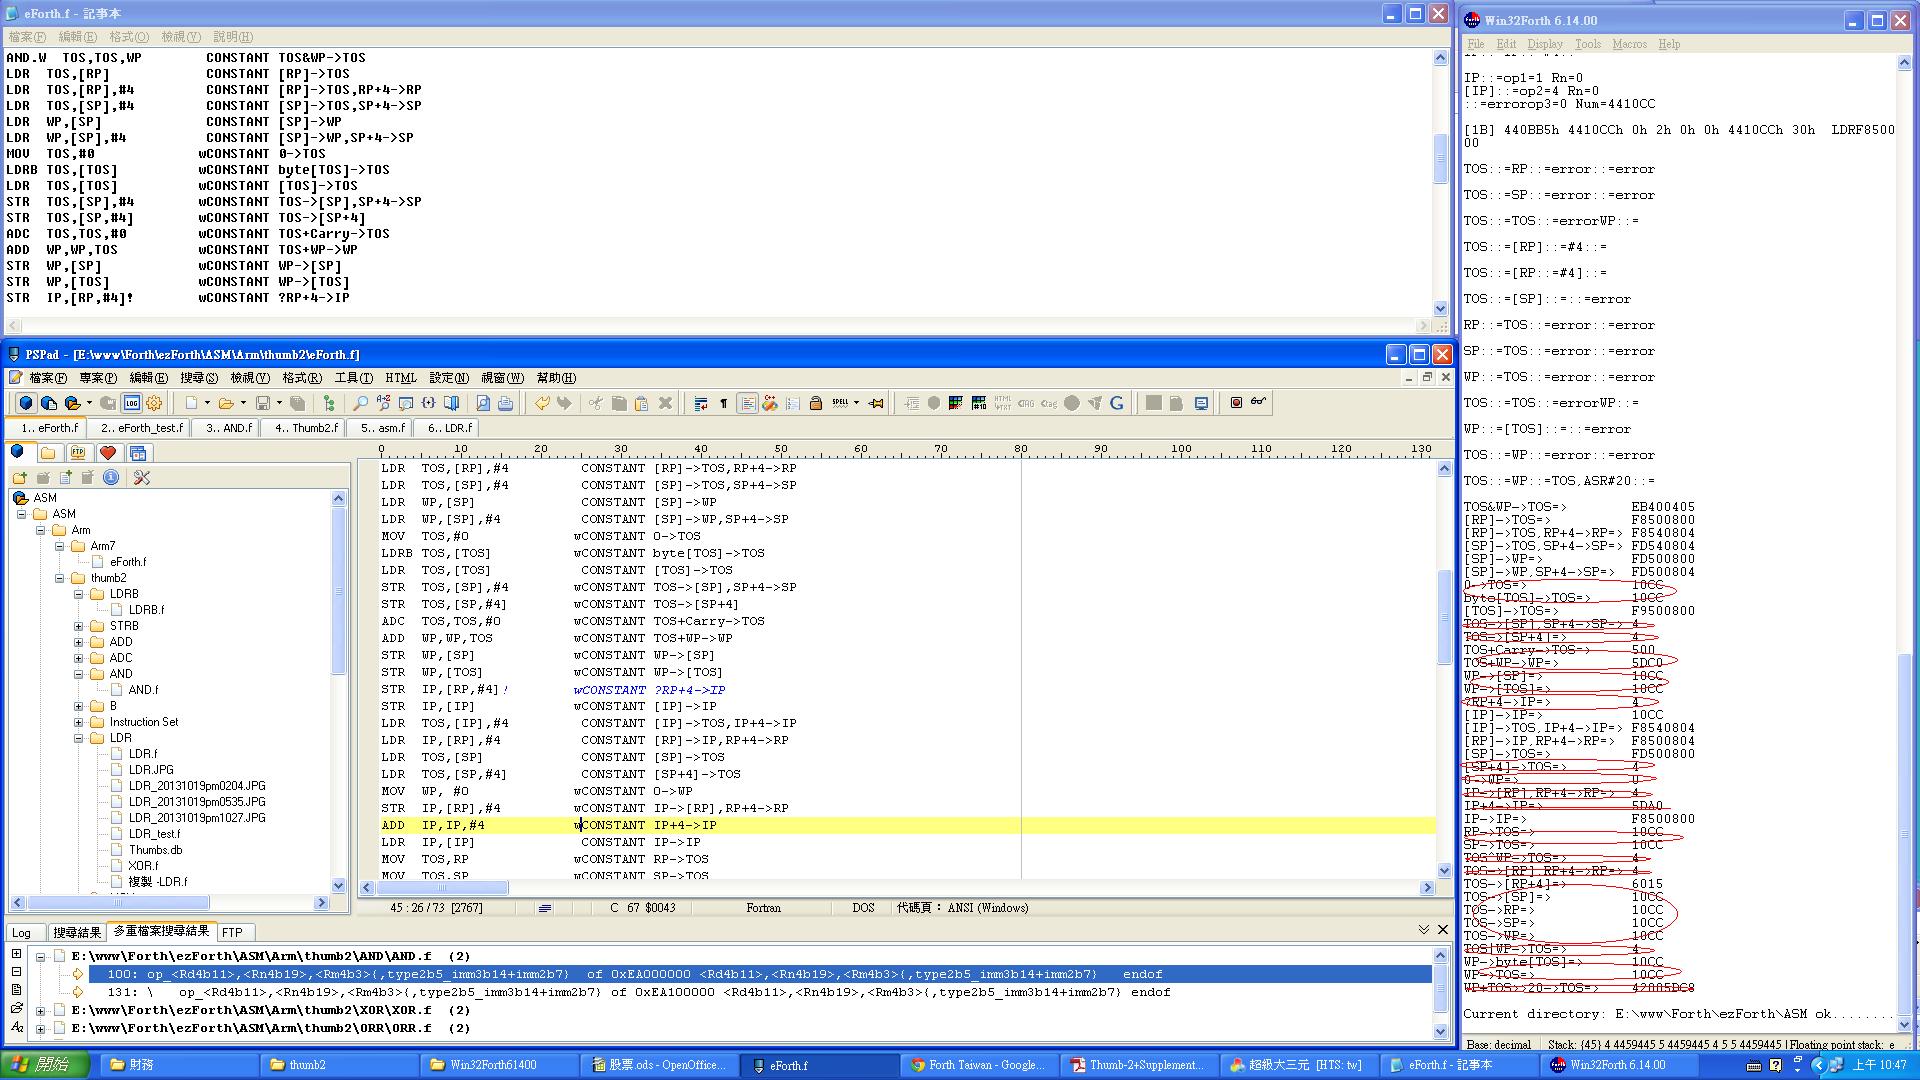 eForth.f - 記事本
檔案(F) 編輯(E) 格式(O) 檢視(V) 說明(H)
AND.W TOS,TOS,WP CONSTANT TOS&WP->TOS
LDR TOS,[RP] CONSTANT [RP]->TOS
LDR TOS,[RP],#4 CONSTANT [RP]->TOS,RP+4->RP
LDR TOS,[SP],#4 CONSTANT [SP]->TOS,SP+4->SP
LDR WP,[SP] CONSTANT [SP]->WP
LDR WP,[SP],#4 CONSTANT [SP]->WP,SP+4->SP
MOV TOS,#0 wCONSTANT 0->TOS
LDRB TOS,[TOS] wCONSTANT byte[TOS]->TOS
LDR TOS,[TOS] wCONSTANT [TOS]->TOS
STR TOS,[SP],#4 wCONSTANT TOS->[SP],SP+4->SP
STR TOS,[SP,#4] wCONSTANT TOS->[SP+4]
ADC TOS,TOS,#0 wCONSTANT TOS+Carry->TOS
ADD WP,WP,TOS wCONSTANT TOS+WP->WP
STR WP,[SP] wCONSTANT WP->[SP]
STR WP,[TOS] wCONSTANT WP->[TOS]
STR IP,[RP,#4]! wCONSTANT ?RP+4->IP
PSPad - [E:\www\Forth\ezForth\ASM\Arm\thumb2\eForth.f]
檔案(F) 專案(P) 編輯(E) 搜尋(S) 檢視(V) 格式(R) 工具(T) HTML 設定(N) 視窗(W) 幫助(H)
1.. eForth.f 2.. eForth_test.f 3.. AND.f 4.. Thumb2.f 5.. asm.f 6.. LDR.f
0 10 20 30 40 50 60 70 80 90 100 110 120 130
ASM
ASM
Arm
Arm7
eForth.f
thumb2
LDRB
LDRB.f
STRB
ADD
ADC
AND
AND.f
B
Instruction Set
LDR
LDR.f
LDR.JPG
LDR_20131019pm0204.JPG
LDR_20131019pm0535.JPG
LDR_20131019pm1027.JPG
LDR_test.f
Thumbs.db
XOR.f
複製 -LDR.f
LDR TOS,[RP],#4 CONSTANT [RP]->TOS,RP+4->RP
LDR TOS,[SP],#4 CONSTANT [SP]->TOS,SP+4->SP
LDR WP,[SP] CONSTANT [SP]->WP
LDR WP,[SP],#4 CONSTANT [SP]->WP,SP+4->SP
MOV TOS,#0 wCONSTANT 0->TOS
LDRB TOS,[TOS] wCONSTANT byte[TOS]->TOS
LDR TOS,[TOS] wCONSTANT [TOS]->TOS
STR TOS,[SP],#4 wCONSTANT TOS->[SP],SP+4->SP
STR TOS,[SP,#4] wCONSTANT TOS->[SP+4]
ADC TOS,TOS,#0 wCONSTANT TOS+Carry->TOS
ADD WP,WP,TOS wCONSTANT TOS+WP->WP
STR WP,[SP] wCONSTANT WP->[SP]
STR WP,[TOS] wCONSTANT WP->[TOS]
STR IP,[RP,#4]! wCONSTANT ?RP+4->IP
STR IP,[IP] wCONSTANT [IP]->IP
LDR TOS,[IP],#4 CONSTANT [IP]->TOS,IP+4->IP
LDR IP,[RP],#4 CONSTANT [RP]->IP,RP+4->RP
LDR TOS,[SP] CONSTANT [SP]->TOS
LDR TOS,[SP,#4] CONSTANT [SP+4]->TOS
MOV WP, #0 wCONSTANT 0->WP
STR IP,[RP],#4 wCONSTANT IP->[RP],RP+4->RP
ADD IP,IP,#4 wCONSTANT IP+4->IP
LDR IP,[IP] CONSTANT IP->IP
MOV TOS,RP wCONSTANT RP->TOS
MOV TOS,SP wCONSTANT SP->TOS
45 : 26 / 73 [2767] C 67 $0043 Fortran DOS 代碼頁： ANSI (Windows)
Log 搜尋結果 多重檔案搜尋結果 FTP
E:\www\Forth\ezForth\ASM\Arm\thumb2\AND\AND.f (2)
100: op_<Rd4b11>,<Rn4b19>,<Rm4b3>{,type2b5_imm3b14+imm2b7} of 0xEA000000 <Rd4b11>,<Rn4b19>,<Rm4b3>{,type2b5_imm3b14+imm2b7} endof
131: \ op_<Rd4b11>,<Rn4b19>,<Rm4b3>{,type2b5_imm3b14+imm2b7} of 0XEA100000 <Rd4b11>,<Rn4b19>,<Rm4b3>{,type2b5_imm3b14+imm2b7} endof
E:\www\Forth\ezForth\ASM\Arm\thumb2\XOR\XOR.f (2)
E:\www\Forth\ezForth\ASM\Arm\thumb2\ORR\ORR.f (2)
Win32Forth 6.14.00
File Edit Display Tools Macros Help
IP::=op1=1 Rn=0
[IP]::=op2=4 Rn=0
::=errorop3=0 Num=4410CC
[1B] 440BB5h 4410CCh 0h 2h 0h 0h 4410CCh 30h LDRF8500
00
TOS::=RP::=error::=error
TOS::=SP::=error::=error
TOS::=TOS::=errorWP::=
TOS::=[RP]::=#4::=
TOS::=[RP::=#4]::=
TOS::=[SP]::=::=error
RP::=TOS::=error::=error
SP::=TOS::=error::=error
WP::=TOS::=error::=error
TOS::=TOS::=errorWP::=
WP::=[TOS]::=::=error
TOS::=WP::=error::=error
TOS::=WP::=TOS,ASR#20::=
TOS&WP->TOS=> EB400405
[RP]->TOS=> F8500800
[RP]->TOS,RP+4->RP=> F8540804
[SP]->TOS,SP+4->SP=> FD540804
[SP]->WP=> FD500800
[SP]->WP,SP+4->SP=> FD500804
0->TOS=> 10CC
byte[TOS]->TOS=> 10CC
[TOS]->TOS=> F9500800
TOS->[SP],SP+4->SP=> 4
TOS->[SP+4]=> 4
TOS+Carry->TOS=> 500
TOS+WP->WP=> 5DC0
WP->[SP]=> 10CC
WP->[TOS]=> 10CC
?RP+4->IP=> 4
[IP]->IP=> 10CC
[IP]->TOS,IP+4->IP=> F8540804
[RP]->IP,RP+4->RP=> F8500804
[SP]->TOS=> FD500800
[SP+4]->TOS=> 4
0->WP=> 0
IP->[RP],RP+4->RP=> 4
IP+4->IP=> 5DA0
IP->IP=> F8500800
RP->TOS=> 10CC
SP->TOS=> 10CC
TOS^WP->TOS=> 4
TOS->[RP],RP+4->RP=> 4
TOS->[RP+4]=> 6015
TOS->[SP]=> 10CC
TOS->RP=> 10CC
TOS->SP=> 10CC
TOS->WP=> 10CC
TOS|WP->TOS=> 4
WP->byte[TOS]=> 10CC
WP->TOS=> 10CC
WP+TOS>>20->TOS=> 42005DC8
Current directory: E:\www\Forth\ezForth\ASM ok........
Base: decimal Stack: {45} 4 4459445 5 4459445 4 5 5 4459445 Floating point stack: e
開始 財務 thumb2 Win32Forth61400 股票.ods - OpenOffice... eForth.f Forth Taiwan - Google... Thumb-2+Supplement... 超級大三元 [HTS: tw] eForth.f - 記事本 Win32Forth 6.14.00 上午 10:47